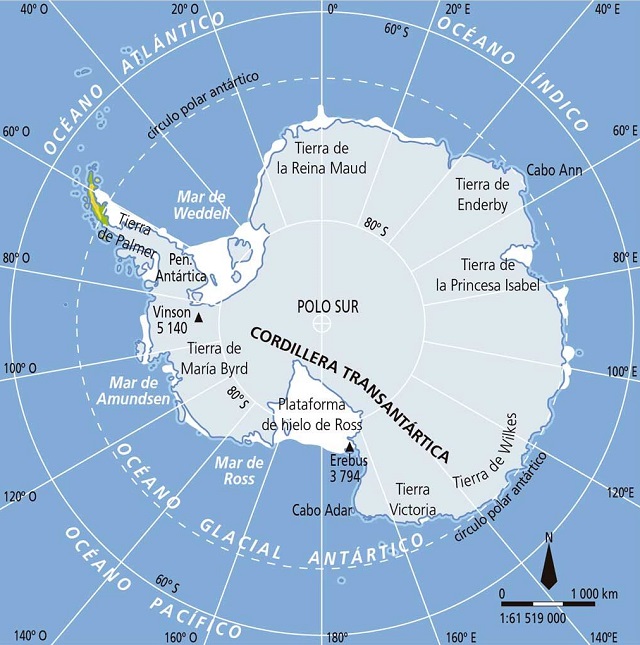 40° O
20° O
0°
20° E
40° E
60° S
OCÉANO ATLÁNTICO
OCÉANO ÍNDICO
círculo polar antártico
60° O
60° E
Tierra de
la Reina Maud
Cabo Ann
Tierra de
Enderby
Mar de
Weddell
80° S
Tierra
de Palmer
Pen.
Antártica
80° O
80° E
Tierra de
la Princesa Isabel
POLO SUR
Vinson
5 140
CORDILLERA TRANSANTÁRTICA
Tierra de
María Byrd
100° O
100° E
Mar de
Amundsen
80° S
Plataforma
de hielo de Ross
Mar de
Ross
Erebus
3 794
Tierra de Wilkes
círculo polar antártico
Tierra
Victoria
Cabo Adar
120° O
120°E
OCÉANO GLACIAL ANTÁRTICO
OCÉANO PACÍFICO
60° S
N
0
1 000 km
1:61 519 000
140° O
160° O
180°
160° E
140° E